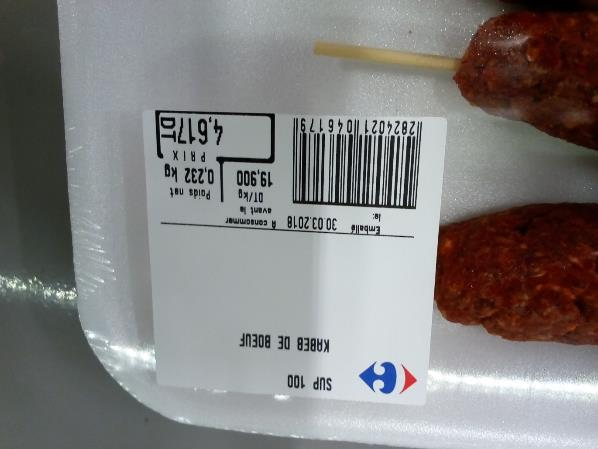 SUP 100
KABEB DE BOEUF
Emballé le: 30.03.2018 A consommer avant le
DT/kg
19,900
Poids net
0,232 kg
PRIX
4,617DT
2824021046179